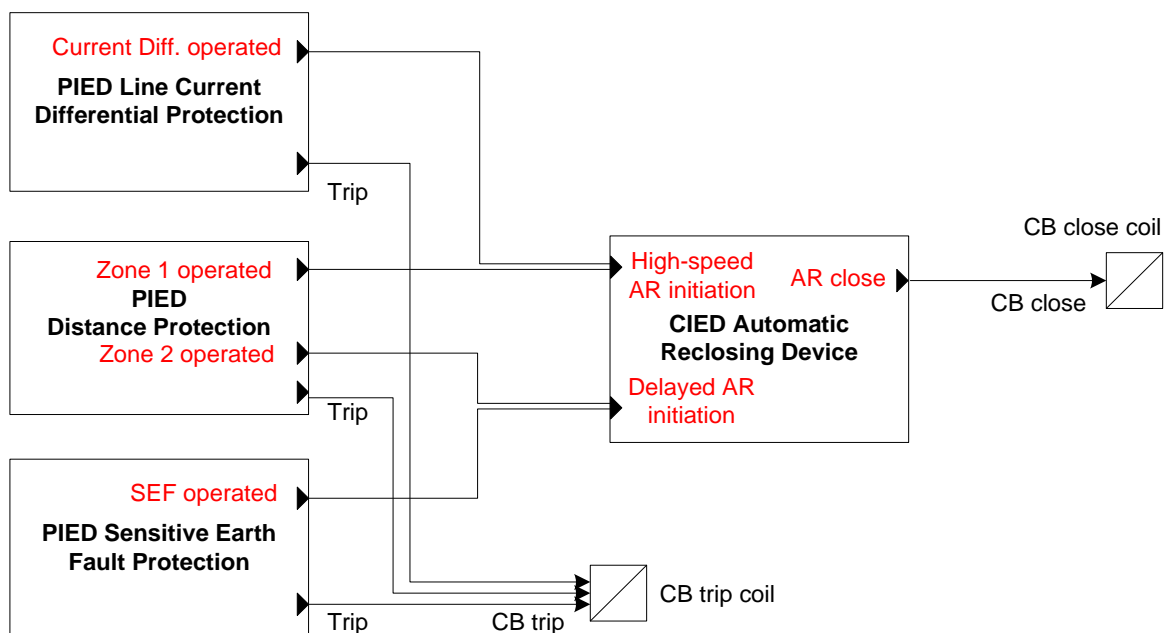 Current Diff. operated
PIED Line Current
Differential Protection
Trip
Zone 1 operated
PIED
Distance Protection
Zone 2 operated
Trip
SEF operated
PIED Sensitive Earth
Fault Protection
Trip
High-speed
AR initiation
AR close
CIED Automatic
Reclosing Device
Delayed AR
initiation
CB close coil
CB close
CB trip coil
CB trip